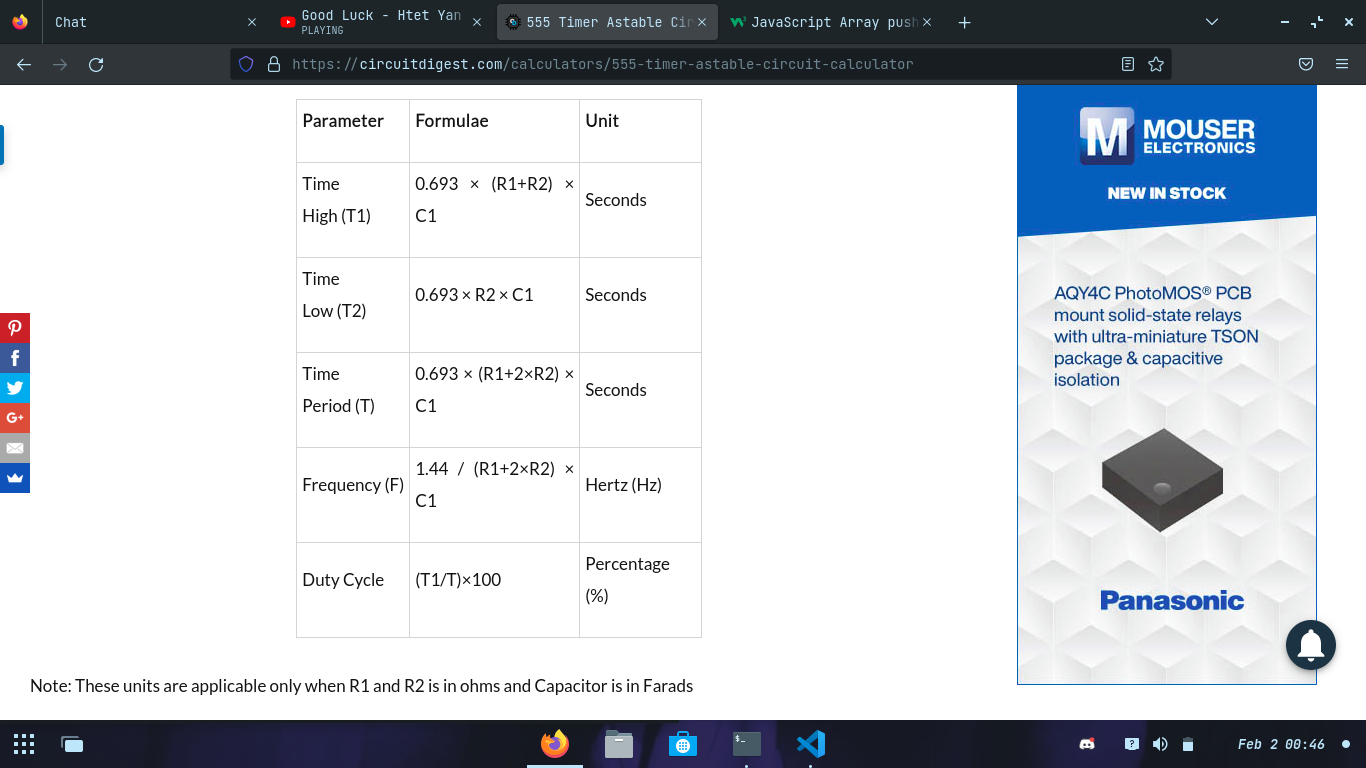 Chat
Good Luck - Htet Yan
PLAYING
555 Timer Astable Cir
JavaScript Array push
https://circuitdigest.com/calculators/555-timer-astable-circuit-calculator
Parameter
Formulae
Unit
Time
High (T1)
0.693 × (R1+R2) ×
C1
Seconds
Time
Low (T2)
0.693 × R2 × C1
Seconds
Time
Period (T)
0.693 × (R1+2×R2) ×
C1
Seconds
Frequency (F)
1.44 / (R1+2×R2) ×
C1
Hertz (Hz)
Duty Cycle
(T1/T)×100
Percentage
(%)
Note: These units are applicable only when R1 and R2 is in ohms and Capacitor is in Farads
M MOUSER
ELECTRONICS
NEW IN STOCK
AQY4C PhotoMOS® PCB
mount solid-state relays
with ultra-miniature TSON
package & capacitive
isolation
Panasonic
G+
Feb 2 00:46